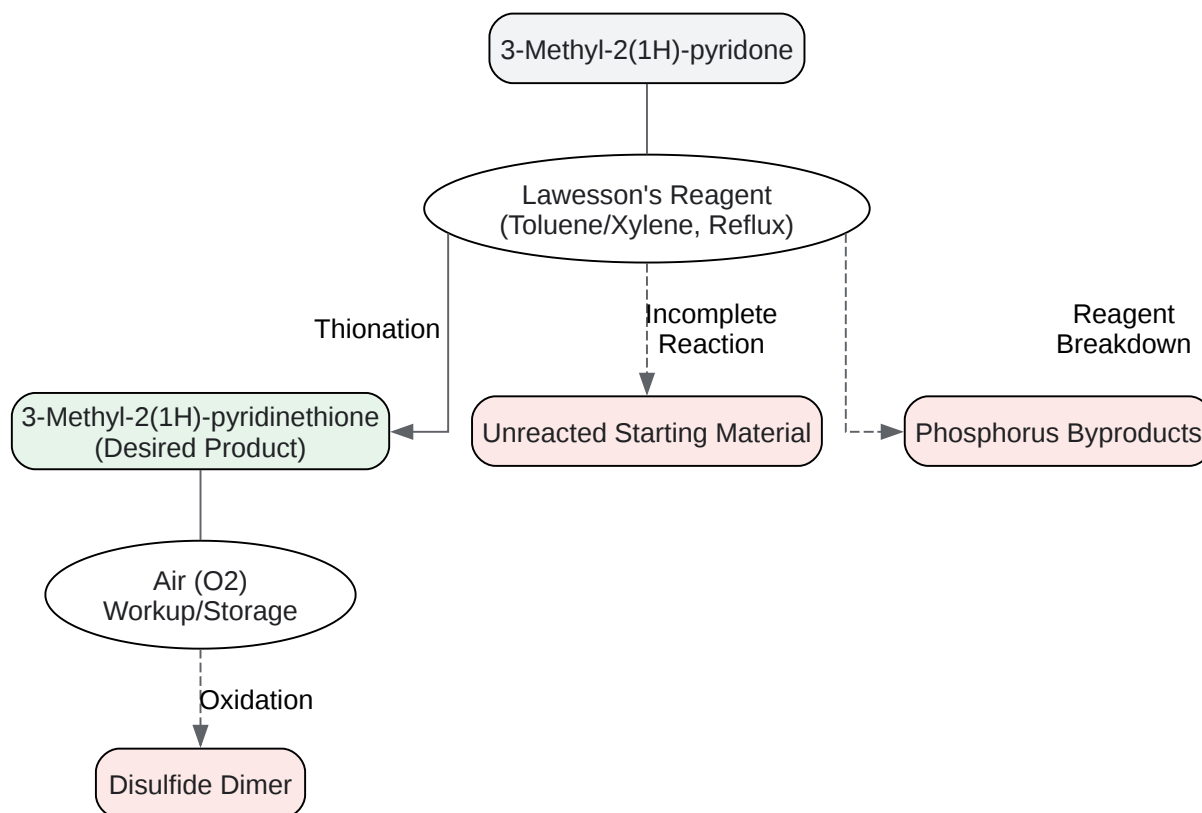 3-Methyl-2(1H)-pyridone
Lawesson's Reagent
(Toluene/Xylene, Reflux)
Thionation
Incomplete
Reaction
Reagent
Breakdown
3-Methyl-2(1H)-pyridinethione
(Desired Product)
Unreacted Starting Material
Phosphorus Byproducts
Air (O2)
Workup/Storage
Oxidation
Disulfide Dimer